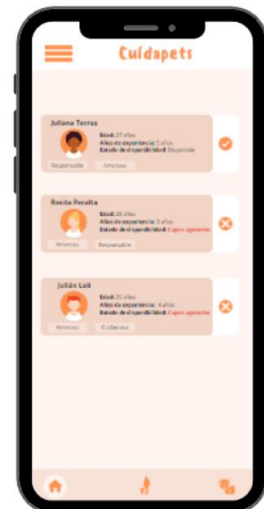 Cuidapets
Juliana Torres
Edad: 27 años
Años de experiencia: 5 años
Estado de disponibilidad: Disponible
Responsable Amorosa
Rosita Peralta
Edad: 28 años
Años de experiencia: 3 años
Estado de disponibilidad: Cupos agotados
Amorosa Responsable
Julián Lali
Edad: 25 años
Años de experiencia: 4 años
Estado de disponibilidad: Cupos agotados
Amoroso Cuidadoso